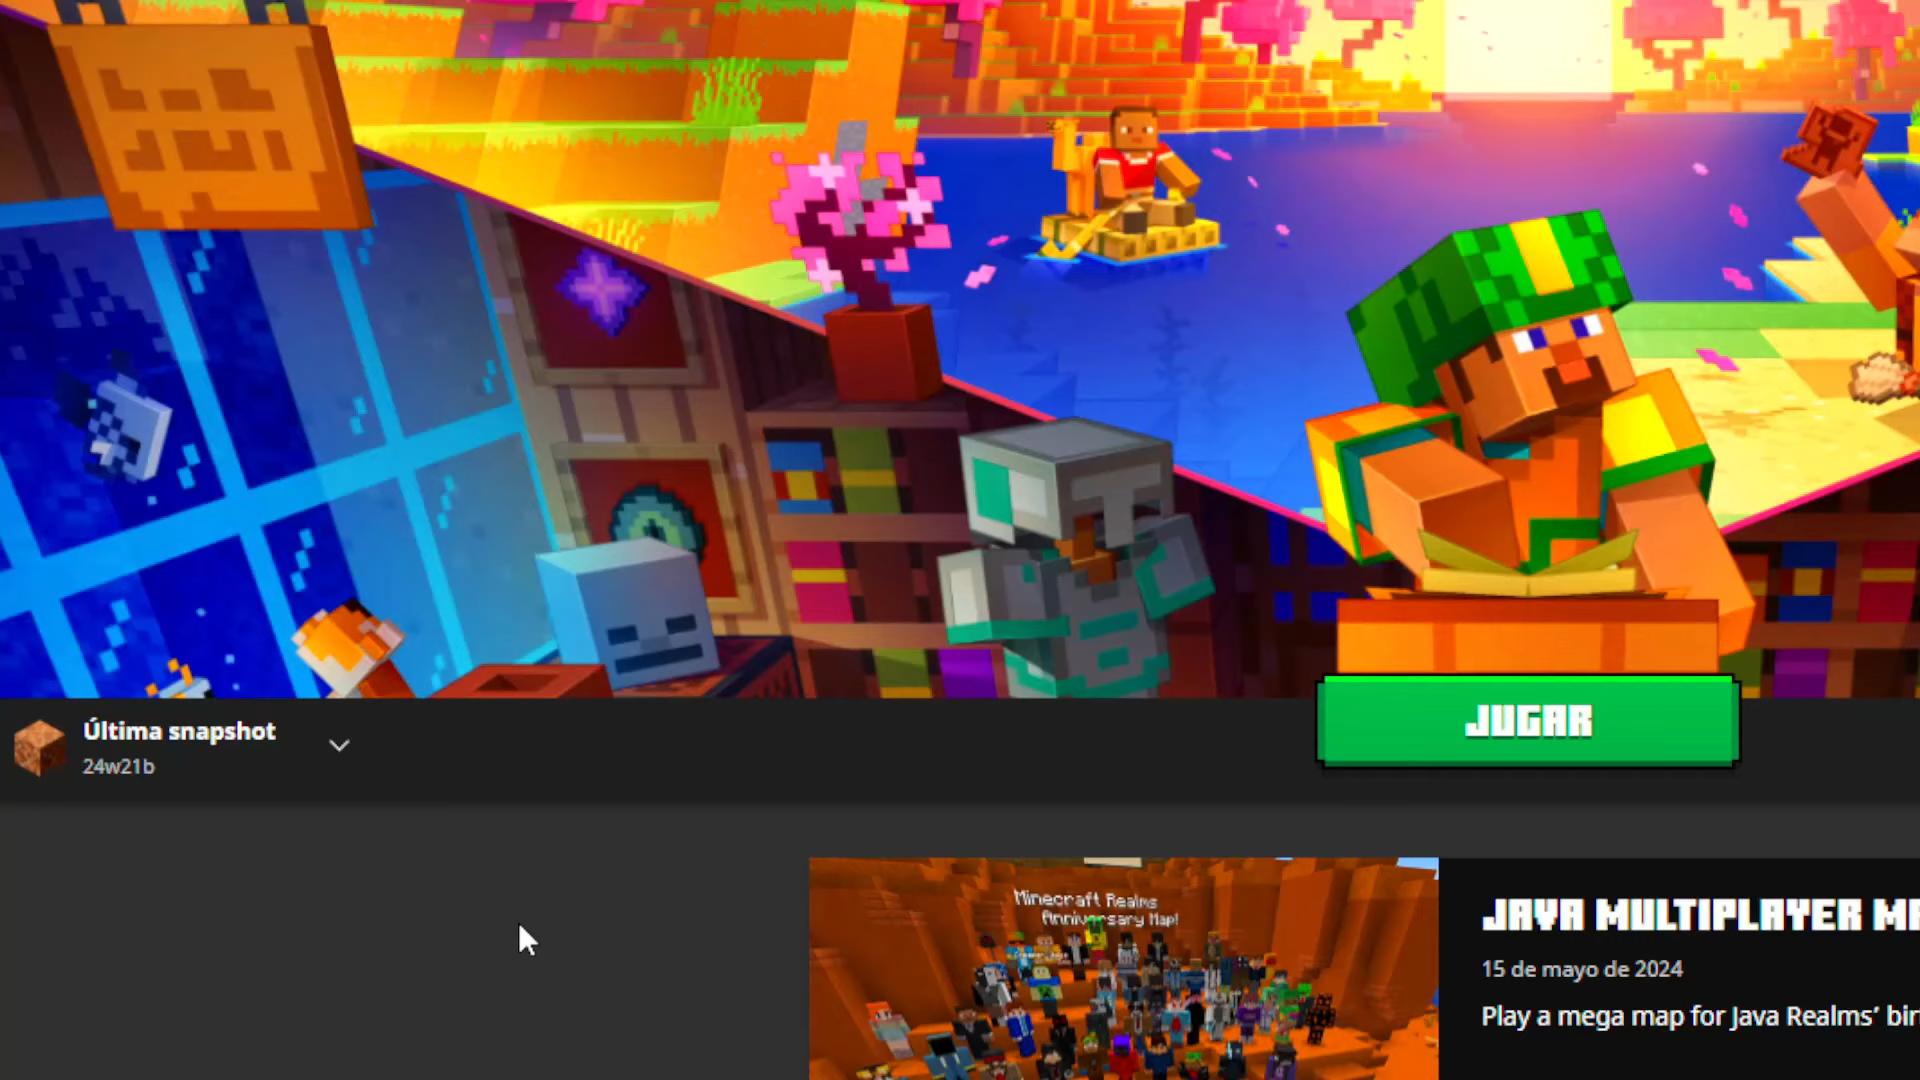 Última snapshot
24w21b
JUGAR
Minecraft Realms
Anniversary Map!
JAVA MULTIPLAYER
15 de mayo de 2024
Play a mega map for Java Realms’